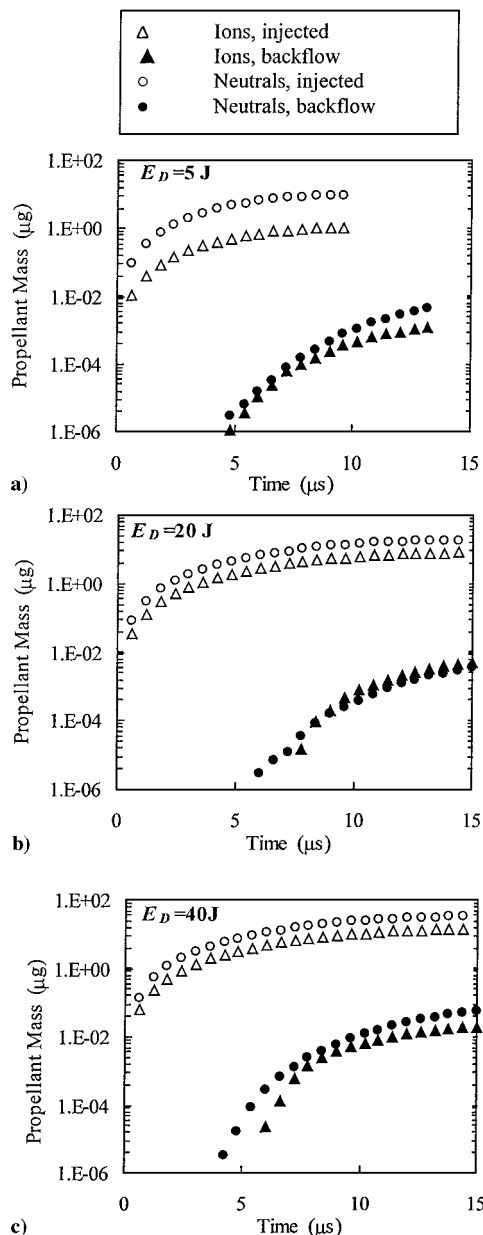 Ions, injected
Ions, backflow
Neutrals, injected
Neutrals, backflow
E D =5 J
1.E+02
1.E+00
1.E-02
1.E-04
1.E-06
Propellant Mass (µg)
0 5 10 15
Time (µs)
a)
E D =20 J
1.E+02
1.E+00
1.E-02
1.E-04
1.E-06
Propellant Mass (µg)
0 5 10 15
Time (µs)
b)
E D =40J
1.E+02
1.E+00
1.E-02
1.E-04
1.E-06
Propellant Mass (µg)
0 5 10 15
Time (µs)
c)